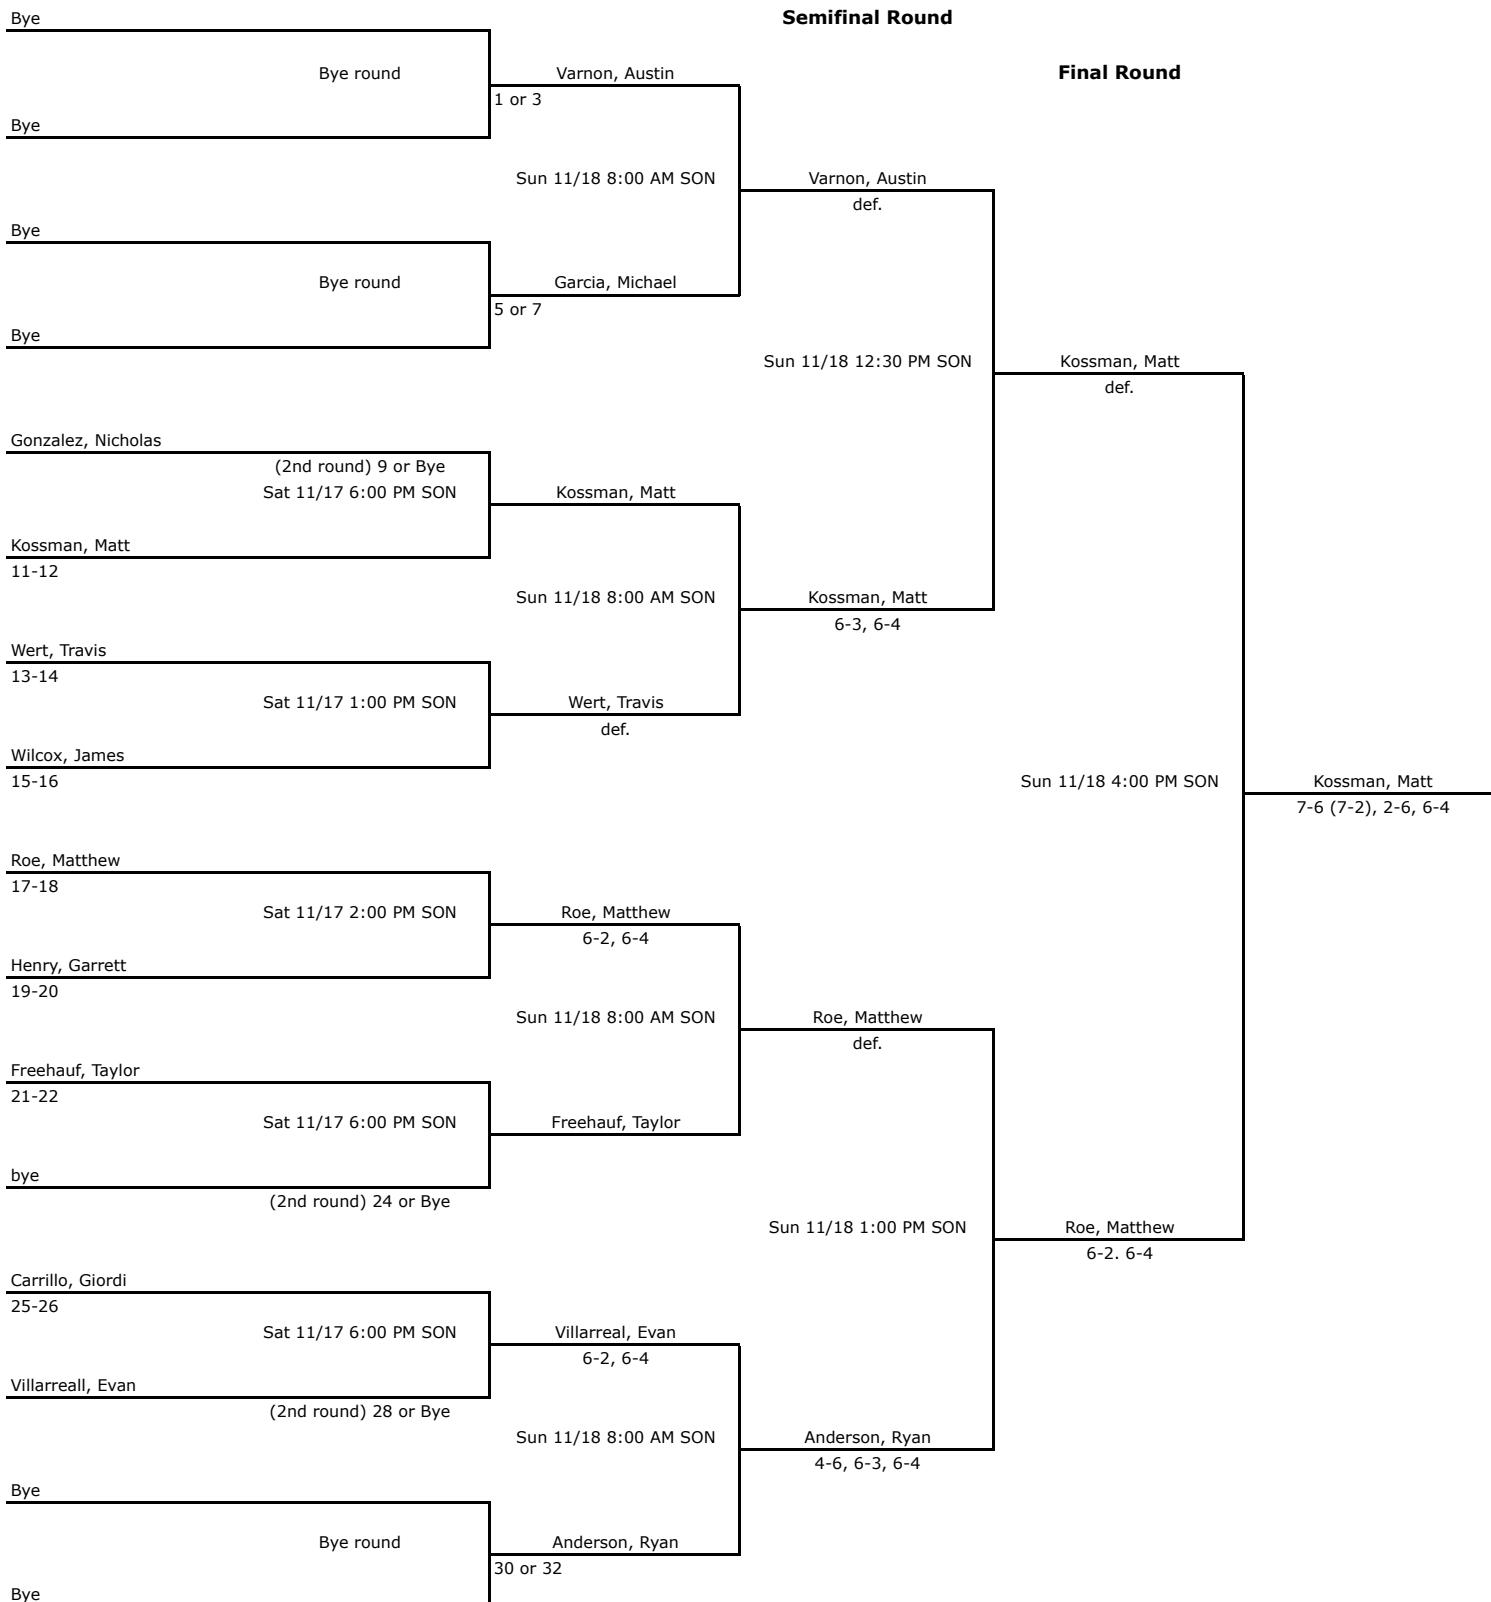 Bye
Semifinal Round
Bye round
Varnon, Austin
Final Round
1 or 3
Bye
Sun 11/18 8:00 AM SON
Varnon, Austin
def.
Bye
Bye round
Garcia, Michael
5 or 7
Bye
Sun 11/18 12:30 PM SON
Kossman, Matt
def.
Gonzalez, Nicholas
(2nd round) 9 or Bye
Sat 11/17 6:00 PM SON
Kossman, Matt
Kossman, Matt
11-12
Sun 11/18 8:00 AM SON
Kossman, Matt
6-3, 6-4
Wert, Travis
13-14
Sat 11/17 1:00 PM SON
Wert, Travis
def.
Wilcox, James
15-16
Sun 11/18 4:00 PM SON
Kossman, Matt
7-6 (7-2), 2-6, 6-4
Roe, Matthew
17-18
Sat 11/17 2:00 PM SON
Roe, Matthew
6-2, 6-4
Henry, Garrett
19-20
Sun 11/18 8:00 AM SON
Roe, Matthew
def.
Freehauf, Taylor
21-22
Sat 11/17 6:00 PM SON
Freehauf, Taylor
bye
(2nd round) 24 or Bye
Sun 11/18 1:00 PM SON
Roe, Matthew
6-2. 6-4
Carrillo, Giordi
25-26
Sat 11/17 6:00 PM SON
Villarreal, Evan
6-2, 6-4
Villarreall, Evan
(2nd round) 28 or Bye
Sun 11/18 8:00 AM SON
Anderson, Ryan
4-6, 6-3, 6-4
Bye
Bye round
Anderson, Ryan
30 or 32
Bye